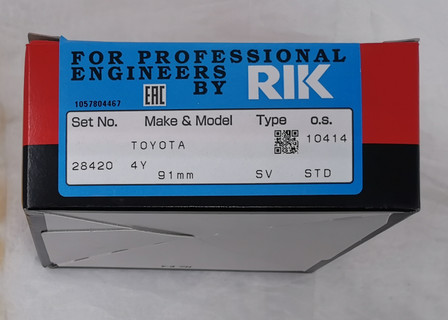 FOR PROFESSIONAL
ENGINEERS
BY RIK
1057804467
EAC
Set No. Make & Model Type o.s.
TOYOTA 10414
28420 4Y
91mm SV STD